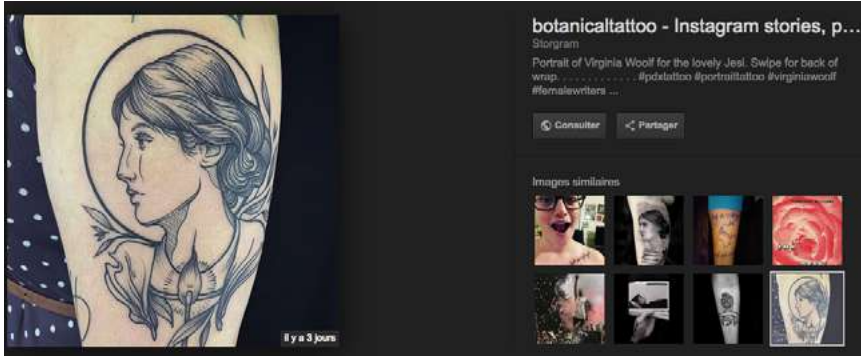 botanicaltattoo - Instagram stories, p...
Storgram
Portrait of Virginia Woolf for the lovely Jesi. Swipe for back of
wrap. . . . . . . . . . . . . #pdxtattoo #portraittattoo #virginiawoolf
#femalewriters ...
Consulter
Partager
Images similaires
il y a 3 jours